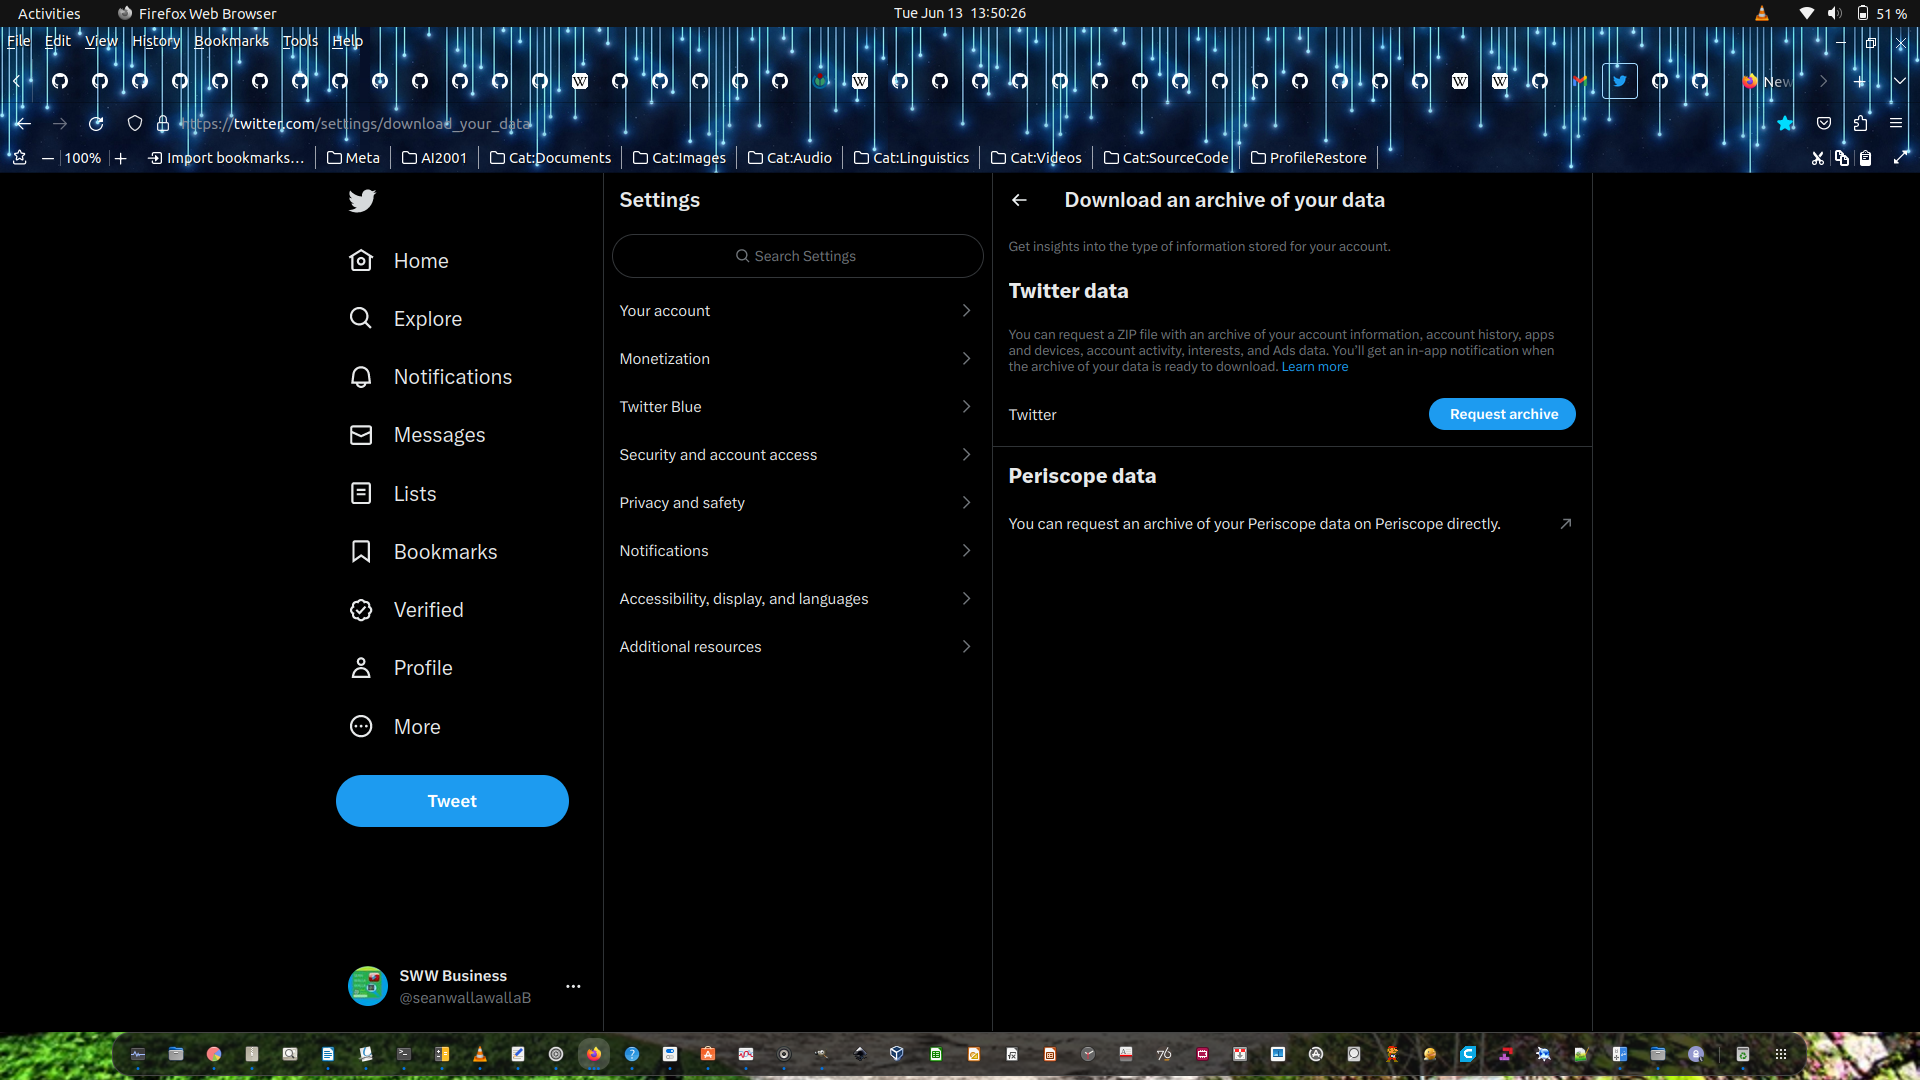 Activities
Firefox Web Browser
Tue Jun 13 13:50:26
51 %
File Edit View History Bookmarks Tools Help
New
https://twitter.com/settings/download_your_data
100%
Import bookmarks…
Meta
AI2001
Cat:Documents
Cat:Images
Cat:Audio
Cat:Linguistics
Cat:Videos
Cat:SourceCode
ProfileRestore
Home
Explore
Notifications
Messages
Lists
Bookmarks
Verified
Profile
More
Tweet
SWW Business
@seanwallawallaB
Settings
Search Settings
Your account
Monetization
Twitter Blue
Security and account access
Privacy and safety
Notifications
Accessibility, display, and languages
Additional resources
Download an archive of your data
Get insights into the type of information stored for your account.
Twitter data
You can request a ZIP file with an archive of your account information, account history, apps
and devices, account activity, interests, and Ads data. You'll get an in-app notification when
the archive of your data is ready to download. Learn more
Twitter
Request archive
Periscope data
You can request an archive of your Periscope data on Periscope directly.